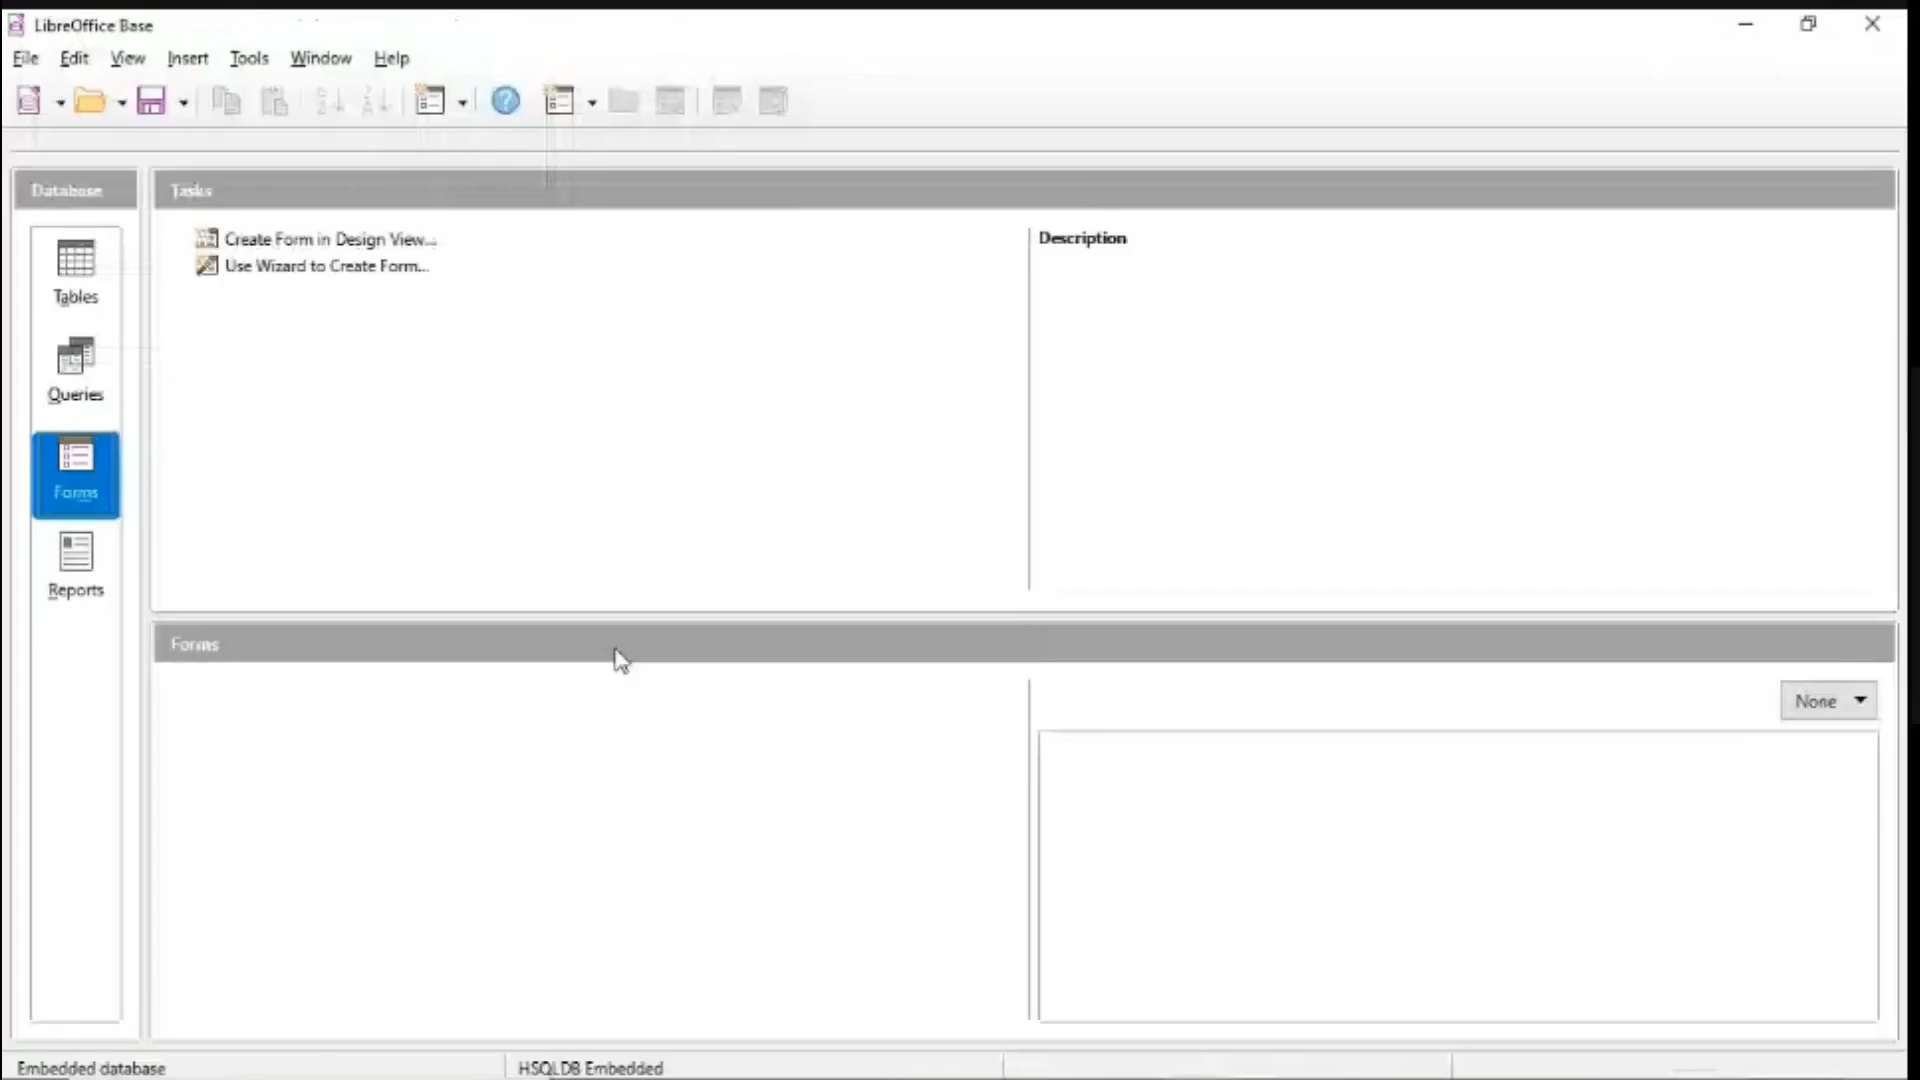 LibreOffice Base
File Edit View Insert Tools Window Help
Database
Tasks
Create Form in Design View...
Use Wizard to Create Form...
Description
Tables
Queries
Forms
Reports
Forms
None
Embedded database
HSQLDB Embedded